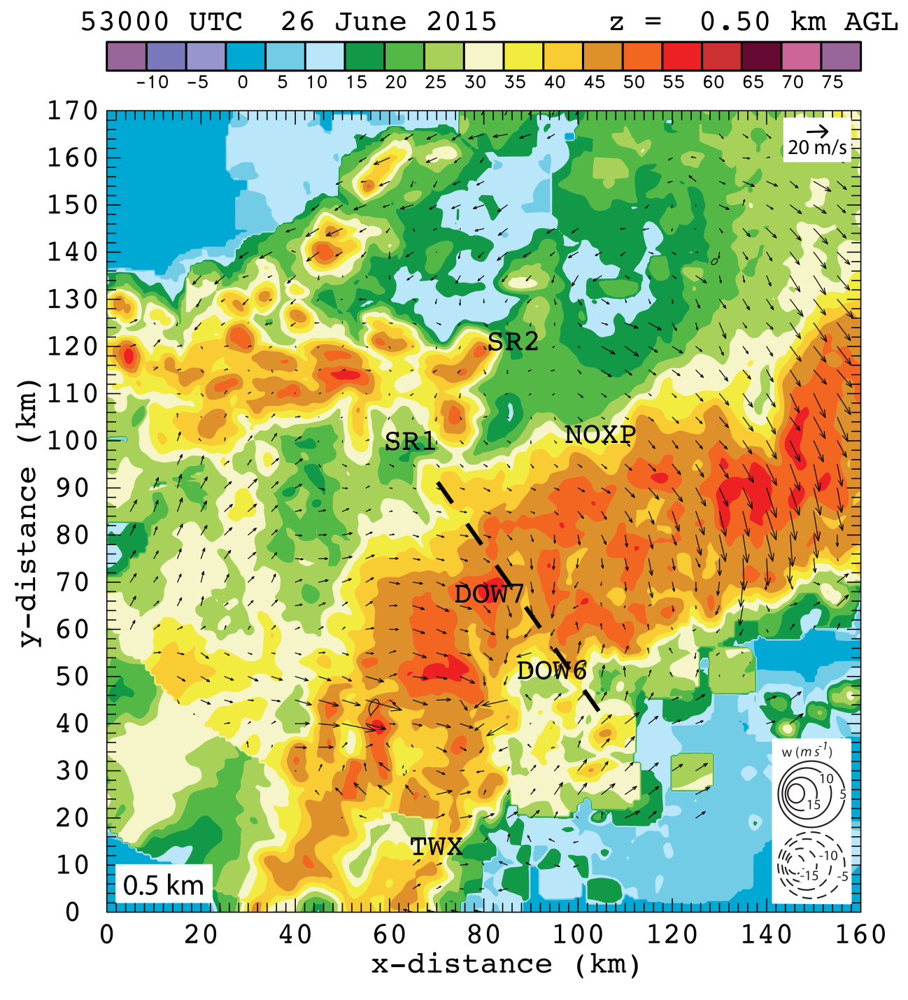 53000 UTC 26 June 2015 z = 0.50 km AGL
-10 -5 0 5 10 15 20 25 30 35 40 45 50 55 60 65 70 75
170
160
150
140
130
120
110
100
90
80
70
60
50
40
30
20
10
0
y-distance (km)
20 m/s
SR2
SR1
NOXP
DOW7
DOW6
TWX
w (m s⁻¹)
10
5
15
-10
-15
-5
0.5 km
0 20 40 60 80 100 120 140 160
x-distance (km)